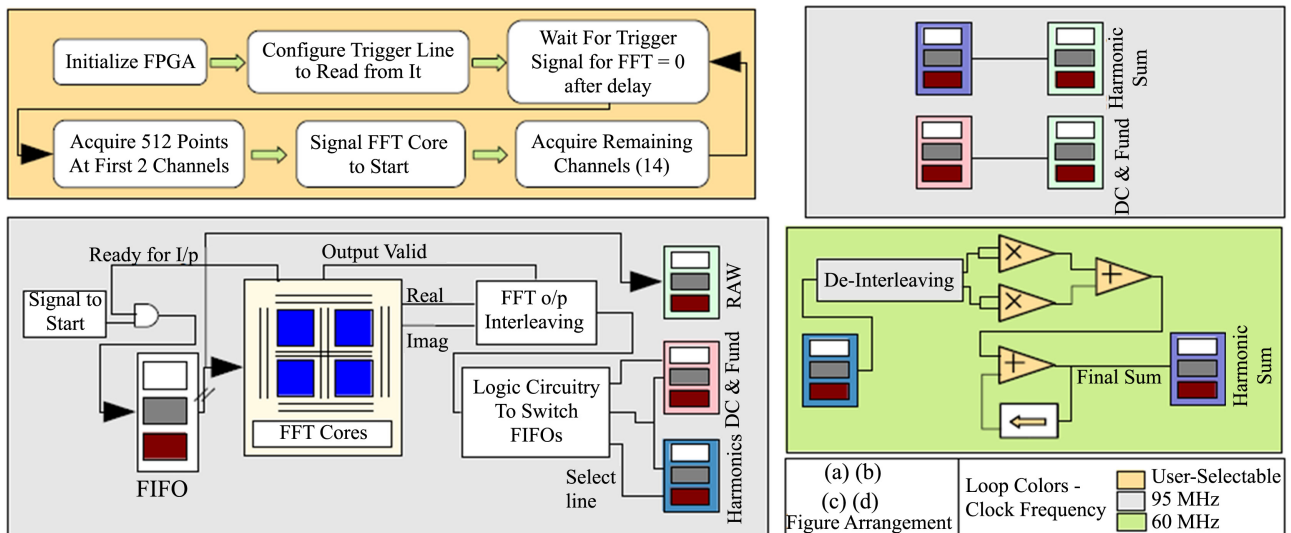 Initialize FPGA
Configure Trigger Line
to Read from It
Wait For Trigger
Signal for FFT = 0
after delay
Acquire 512 Points
At First 2 Channels
Signal FFT Core
to Start
Acquire Remaining
Channels (14)
Harmonic
Sum
DC & Fund
Ready for I/p
Output Valid
Signal to
Start
Real
Imag
FFT o/p
Interleaving
RAW
FIFO
FFT Cores
Logic Circuitry
To Switch
FIFOs
Select
line
DC & Fund
Harmonics
De-Interleaving
×
×
+
+
Final Sum
Harmonic
Sum
(a) (b)
(c) (d)
Figure Arrangement
Loop Colors -
Clock Frequency
User-Selectable
95 MHz
60 MHz